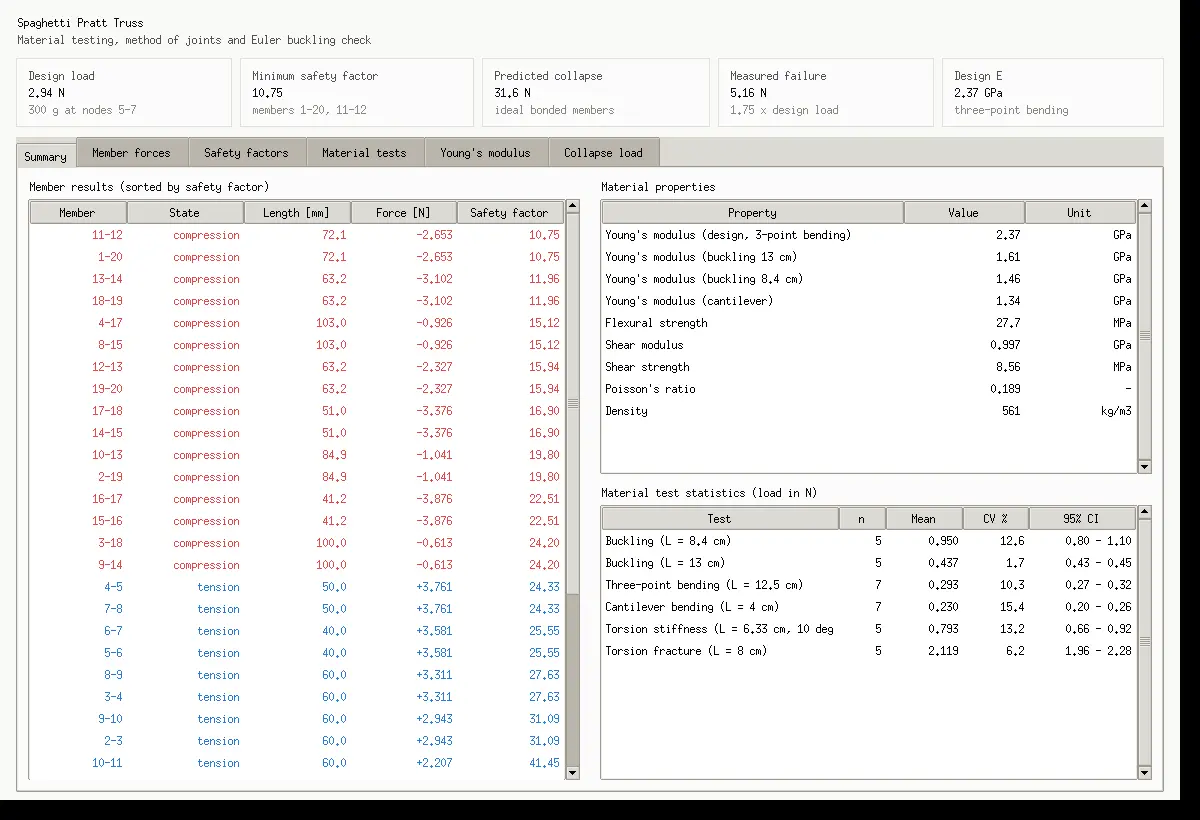 Spaghetti Pratt Truss
Material testing, method of joints and Euler buckling check
Design load
2.94 N
300 g at nodes 5-7
Minimum safety factor
10.75
members 1-20, 11-12
Predicted collapse
31.6 N
ideal bonded members
Measured failure
5.16 N
1.75 x design load
Design E
2.37 GPa
three-point bending
Summary Member forces Safety factors Material tests Young's modulus Collapse load
Member results (sorted by safety factor)
Member State Length [mm] Force [N] Safety factor
11-12 compression 72.1 -2.653 10.75
1-20 compression 72.1 -2.653 10.75
13-14 compression 63.2 -3.102 11.96
18-19 compression 63.2 -3.102 11.96
4-17 compression 103.0 -0.926 15.12
8-15 compression 103.0 -0.926 15.12
12-13 compression 63.2 -2.327 15.94
19-20 compression 63.2 -2.327 15.94
17-18 compression 51.0 -3.376 16.90
14-15 compression 51.0 -3.376 16.90
10-13 compression 84.9 -1.041 19.80
2-19 compression 84.9 -1.041 19.80
16-17 compression 41.2 -3.876 22.51
15-16 compression 41.2 -3.876 22.51
3-18 compression 100.0 -0.613 24.20
9-14 compression 100.0 -0.613 24.20
4-5 tension 50.0 +3.761 24.33
7-8 tension 50.0 +3.761 24.33
6-7 tension 40.0 +3.581 25.55
5-6 tension 40.0 +3.581 25.55
8-9 tension 60.0 +3.311 27.63
3-4 tension 60.0 +3.311 27.63
9-10 tension 60.0 +2.943 31.09
2-3 tension 60.0 +2.943 31.09
10-11 tension 60.0 +2.207 41.45
Material properties
Property Value Unit
Young's modulus (design, 3-point bending) 2.37 GPa
Young's modulus (buckling 13 cm) 1.61 GPa
Young's modulus (buckling 8.4 cm) 1.46 GPa
Young's modulus (cantilever) 1.34 GPa
Flexural strength 27.7 MPa
Shear modulus 0.997 GPa
Shear strength 8.56 MPa
Poisson's ratio 0.189 -
Density 561 kg/m3
Material test statistics (load in N)
Test n Mean CV % 95% CI
Buckling (L = 8.4 cm) 5 0.950 12.6 0.80 - 1.10
Buckling (L = 13 cm) 5 0.437 1.7 0.43 - 0.45
Three-point bending (L = 12.5 cm) 7 0.293 10.3 0.27 - 0.32
Cantilever bending (L = 4 cm) 7 0.230 15.4 0.20 - 0.26
Torsion stiffness (L = 6.33 cm, 10 deg 5 0.793 13.2 0.66 - 0.92
Torsion fracture (L = 8 cm) 5 2.119 6.2 1.96 - 2.28